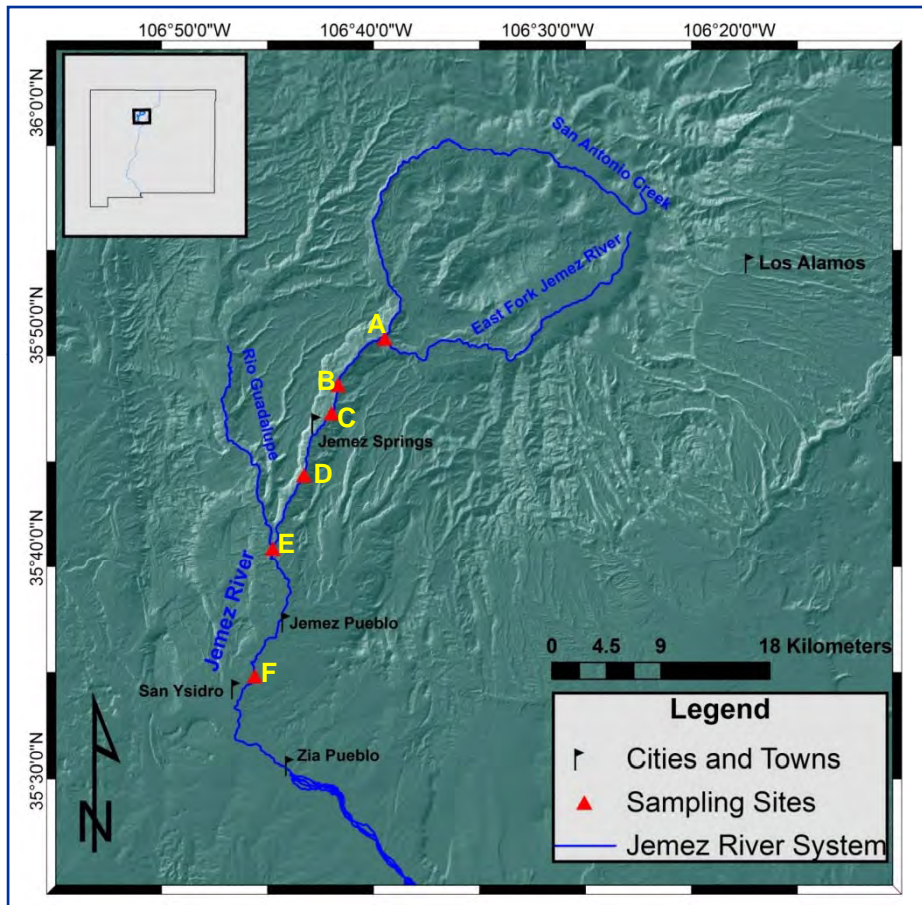 106°50'0"W
106°40'0"W
106°30'0"W
106°20'0"W
36°0'0"N
San Antonio Creek
East Fork Jemez River
Los Alamos
35°50'0"N
A
B
C
Rio Guadalupe
Jemez Springs
D
E
35°40'0"N
Jemez River
Jemez Pueblo
0 4.5 9 18 Kilometers
F
San Ysidro
Legend
Zia Pueblo
Cities and Towns
35°30'0"N
Sampling Sites
N
Jemez River System